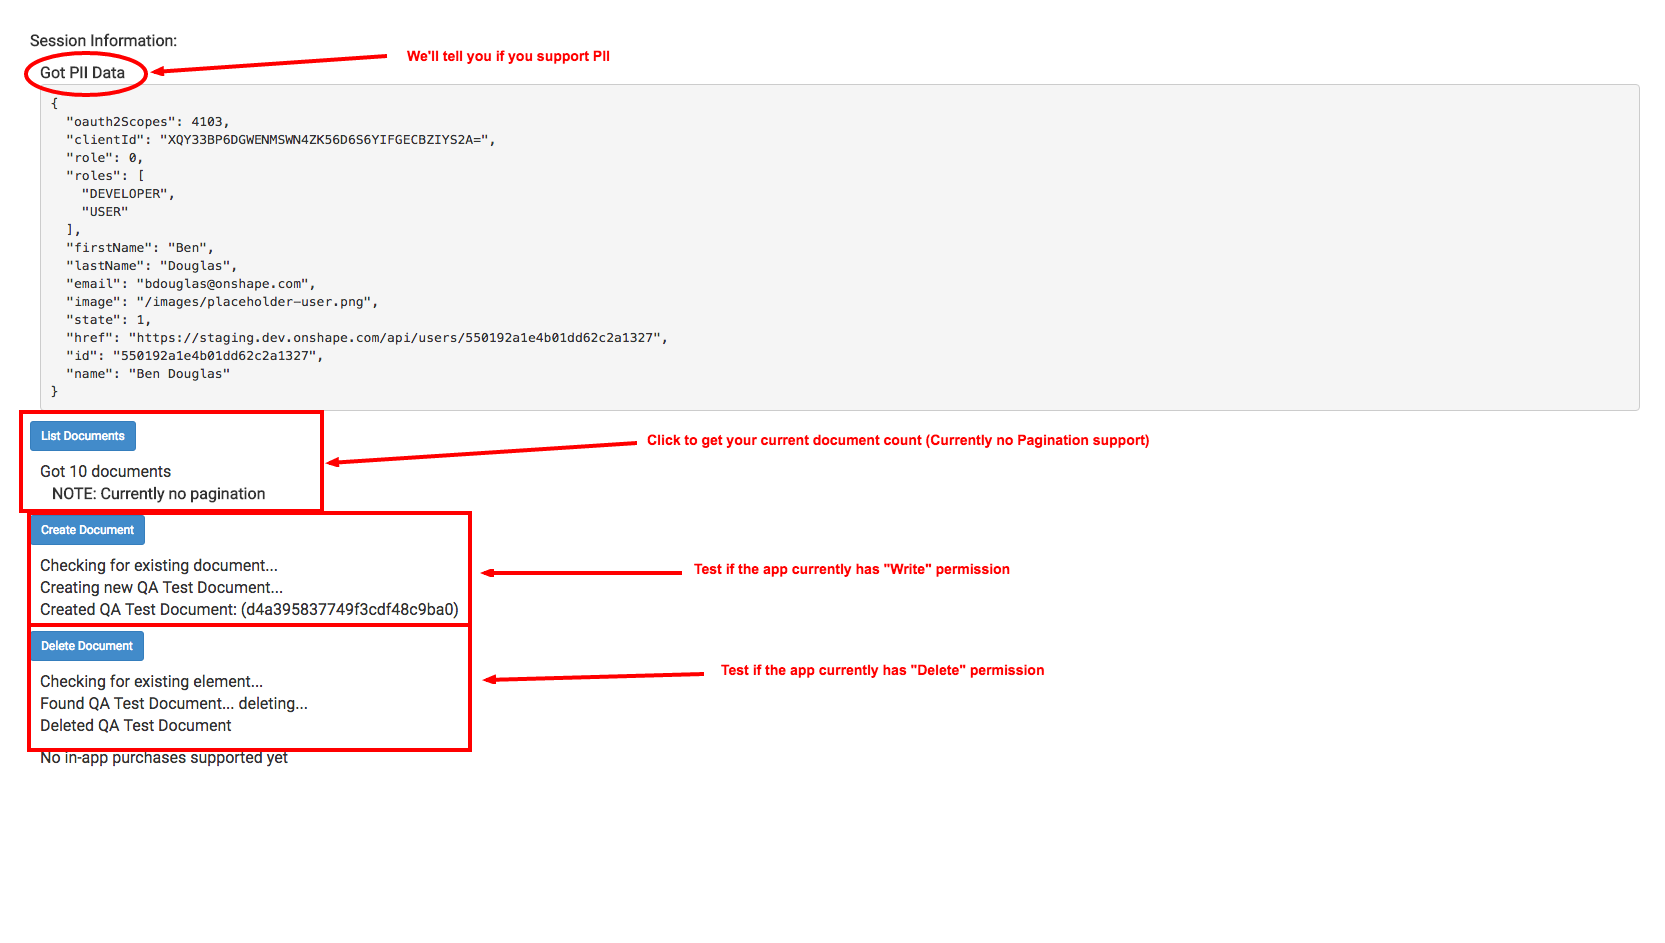 Session Information:
We'll tell you if you support PII
Got PII Data
{
"oauth2Scopes": 4103,
"clientId": "XQY33BP6DGWENMSWN4ZK56D6S6YIFGECBZIYS2A=",
"role": 0,
"roles": [
"DEVELOPER",
"USER"
],
"firstName": "Ben",
"lastName": "Douglas",
"email": "bdouglas@onshape.com",
"image": "/images/placeholder-user.png",
"state": 1,
"href": "https://staging.dev.onshape.com/api/users/550192a1e4b01dd62c2a1327",
"id": "550192a1e4b01dd62c2a1327",
"name": "Ben Douglas"
}
List Documents
Click to get your current document count (Currently no Pagination support)
Got 10 documents
NOTE: Currently no pagination
Create Document
Checking for existing document...
Test if the app currently has "Write" permission
Creating new QA Test Document...
Created QA Test Document: (d4a395837749f3cdf48c9ba0)
Delete Document
Test if the app currently has "Delete" permission
Checking for existing element...
Found QA Test Document... deleting...
Deleted QA Test Document
No in-app purchases supported yet